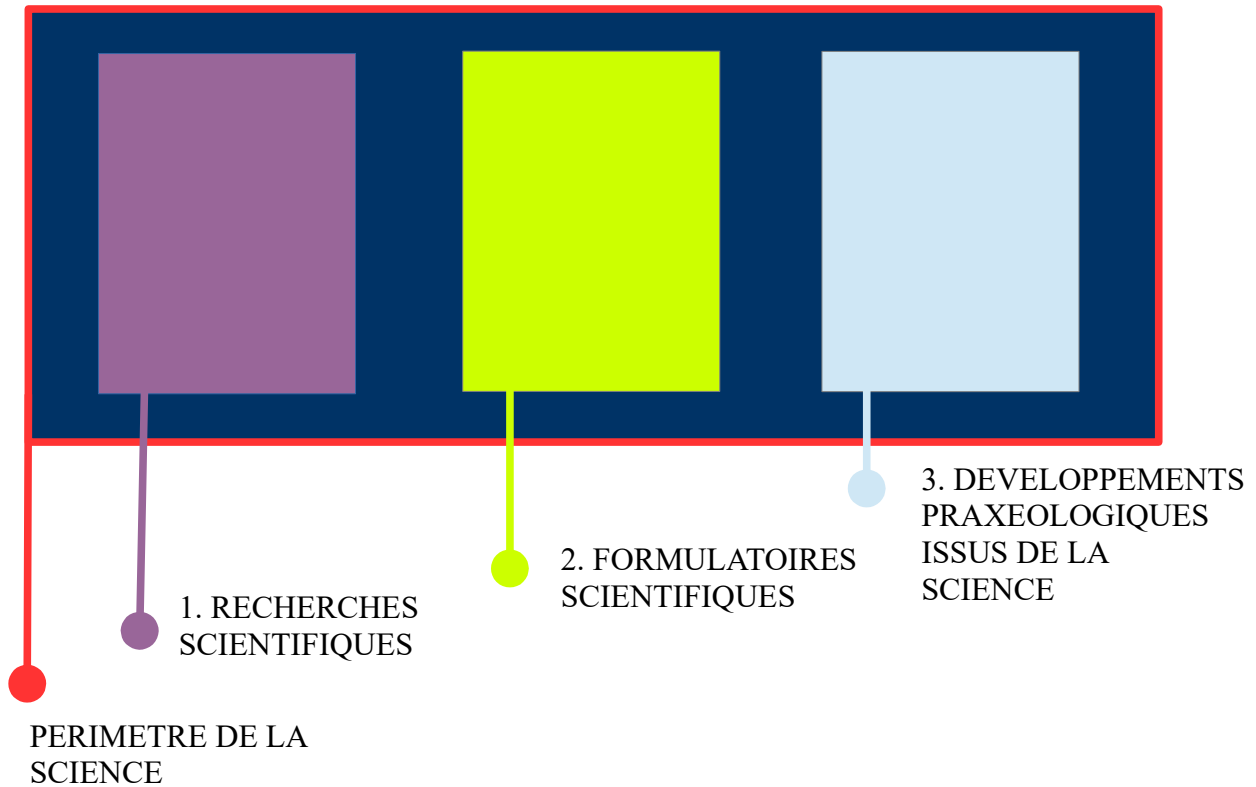 1. RECHERCHES
SCIENTIFIQUES
2. FORMULATOIRES
SCIENTIFIQUES
3. DEVELOPPEMENTS
PRAXEOLOGIQUES
ISSUS DE LA
SCIENCE
PERIMETRE DE LA
SCIENCE